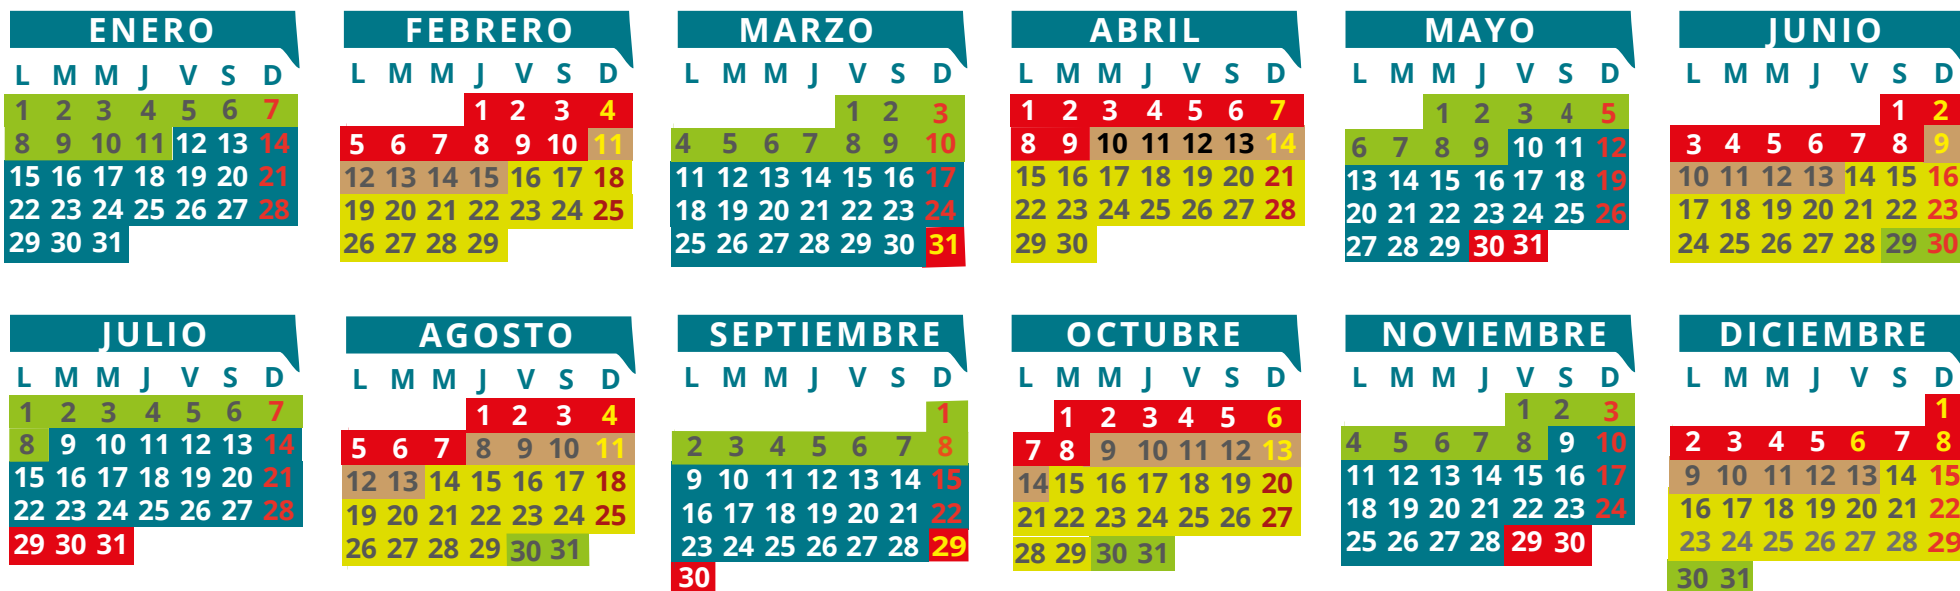 ENERO
L M M J V S D
1 2 3 4 5 6 7
8 9 10 11 12 13 14
15 16 17 18 19 20 21
22 23 24 25 26 27 28
29 30 31
FEBRERO
L M M J V S D
1 2 3 4
5 6 7 8 9 10 11
12 13 14 15 16 17 18
19 20 21 22 23 24 25
26 27 28 29
MARZO
L M M J V S D
1 2 3
4 5 6 7 8 9 10
11 12 13 14 15 16 17
18 19 20 21 22 23 24
25 26 27 28 29 30 31
ABRIL
L M M J V S D
1 2 3 4 5 6 7
8 9 10 11 12 13 14
15 16 17 18 19 20 21
22 23 24 25 26 27 28
29 30
MAYO
L M M J V S D
1 2 3 4 5
6 7 8 9 10 11 12
13 14 15 16 17 18 19
20 21 22 23 24 25 26
27 28 29 30 31
JUNIO
L M M J V S D
1 2
3 4 5 6 7 8 9
10 11 12 13 14 15 16
17 18 19 20 21 22 23
24 25 26 27 28 29 30
JULIO
L M M J V S D
1 2 3 4 5 6 7
8 9 10 11 12 13 14
15 16 17 18 19 20 21
22 23 24 25 26 27 28
29 30 31
AGOSTO
L M M J V S D
1 2 3 4
5 6 7 8 9 10 11
12 13 14 15 16 17 18
19 20 21 22 23 24 25
26 27 28 29 30 31
SEPTIEMBRE
L M M J V S D
1
2 3 4 5 6 7 8
9 10 11 12 13 14 15
16 17 18 19 20 21 22
23 24 25 26 27 28 29
30
OCTUBRE
L M M J V S D
1 2 3 4 5 6
7 8 9 10 11 12 13
14 15 16 17 18 19 20
21 22 23 24 25 26 27
28 29 30 31
NOVIEMBRE
L M M J V S D
1 2 3
4 5 6 7 8 9 10
11 12 13 14 15 16 17
18 19 20 21 22 23 24
25 26 27 28 29 30
DICIEMBRE
L M M J V S D
1
2 3 4 5 6 7 8
9 10 11 12 13 14 15
16 17 18 19 20 21 22
23 24 25 26 27 28 29
30 31